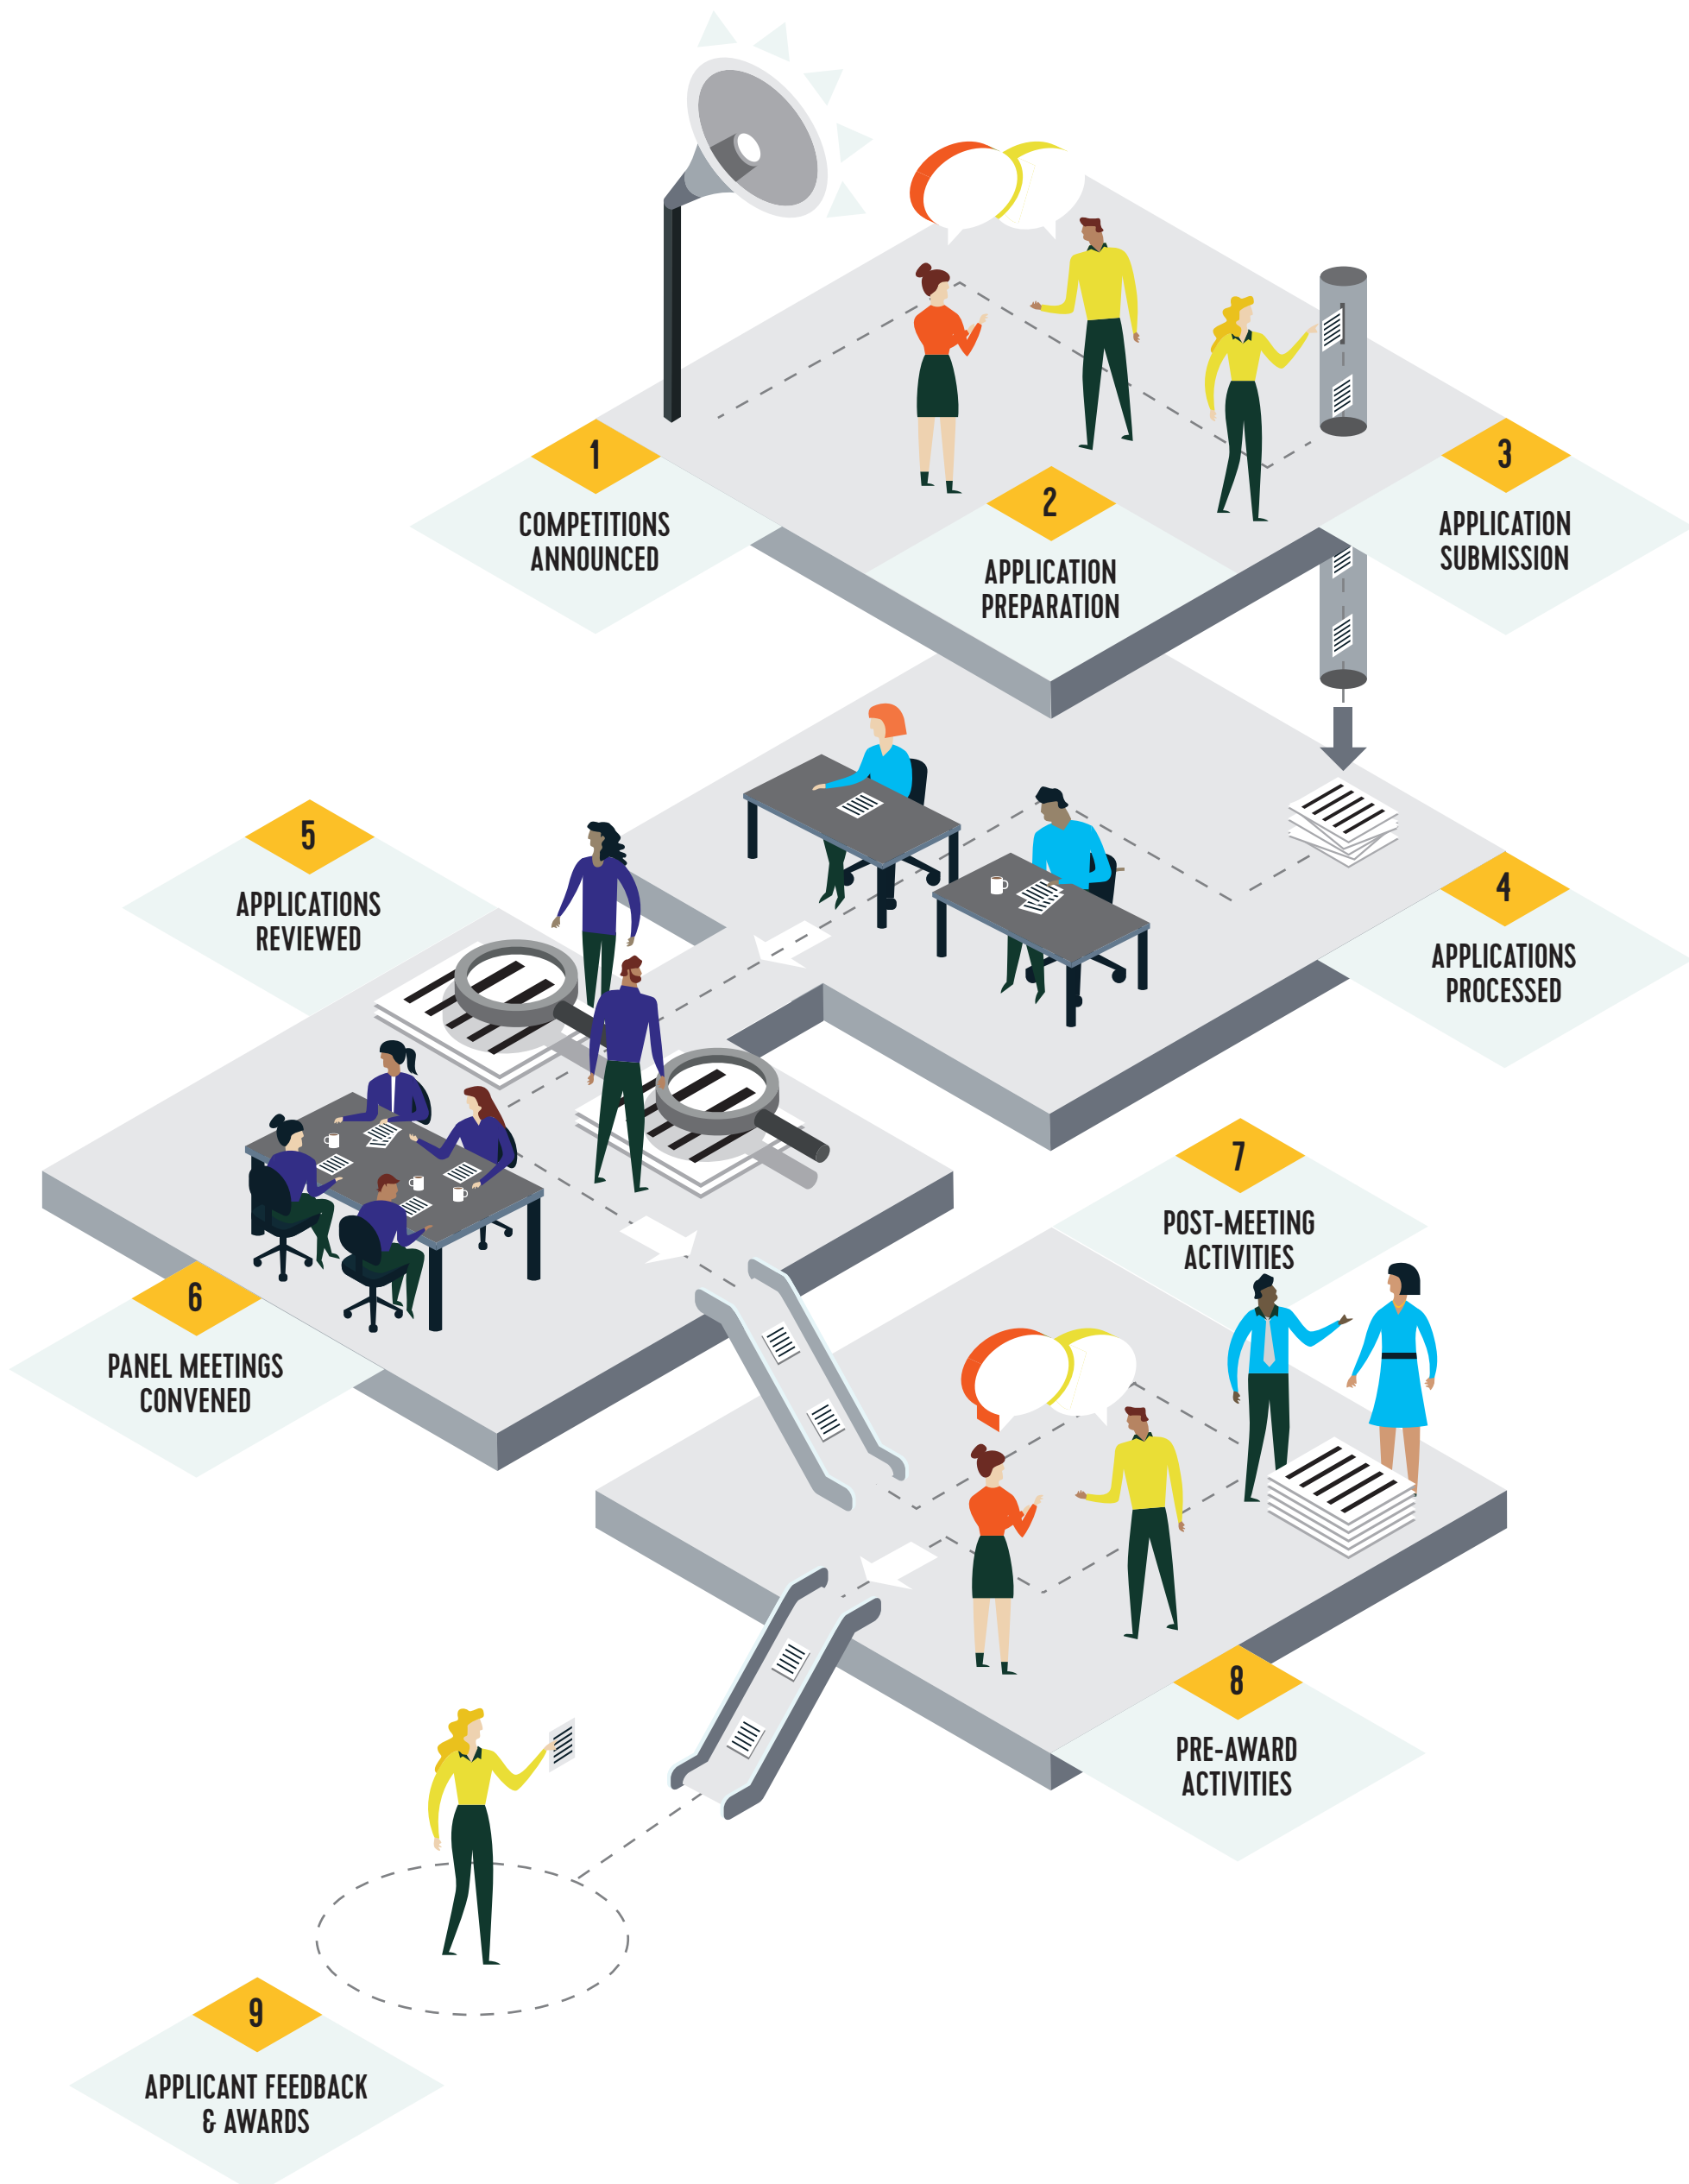 1
COMPETITIONS
ANNOUNCED
2
APPLICATION
PREPARATION
3
APPLICATION
SUBMISSION
4
APPLICATIONS
PROCESSED
5
APPLICATIONS
REVIEWED
6
PANEL MEETINGS
CONVENED
7
POST-MEETING
ACTIVITIES
8
PRE-AWARD
ACTIVITIES
9
APPLICANT FEEDBACK
& AWARDS